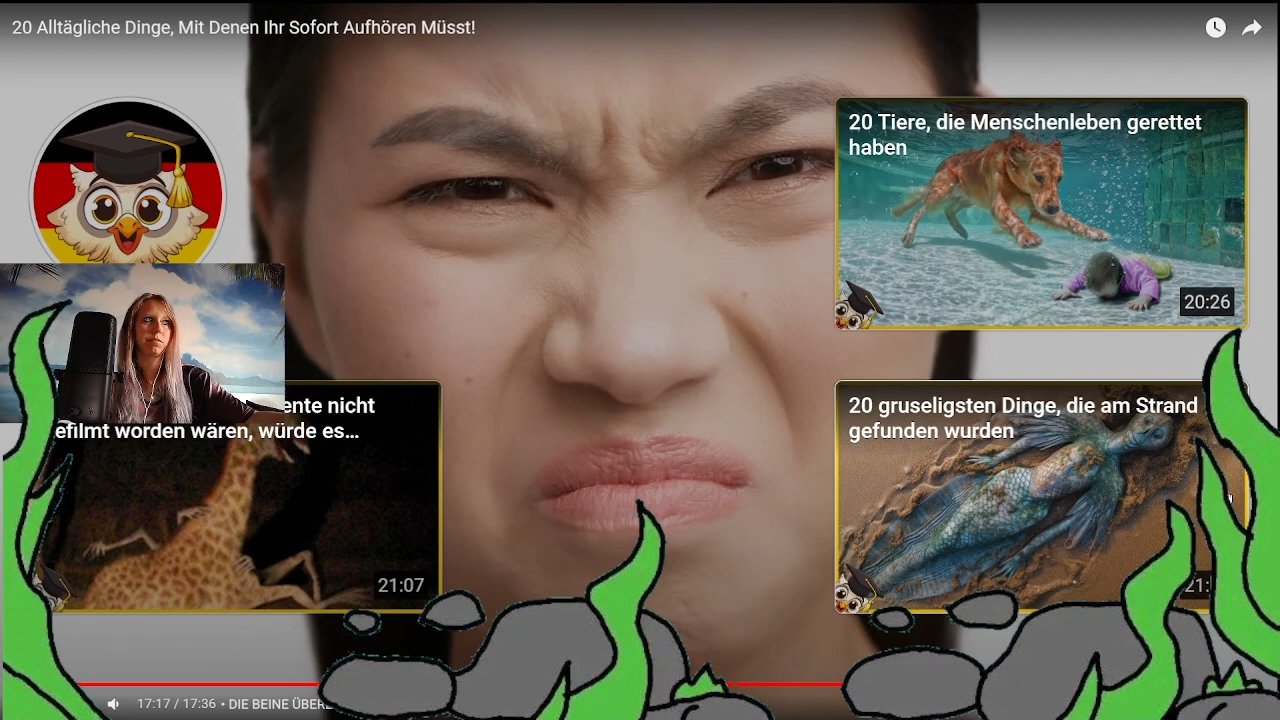 20 Alltägliche Dinge, Mit Denen Ihr Sofort Aufhören Müsst!
20 Tiere, die Menschenleben gerettet
haben
20:26
ente nicht
efilmt worden wären, würde es…
21:07
20 gruseligsten Dinge, die am Strand
gefunden wurden
21:
17:17 / 17:36 • DIE BEINE ÜBER